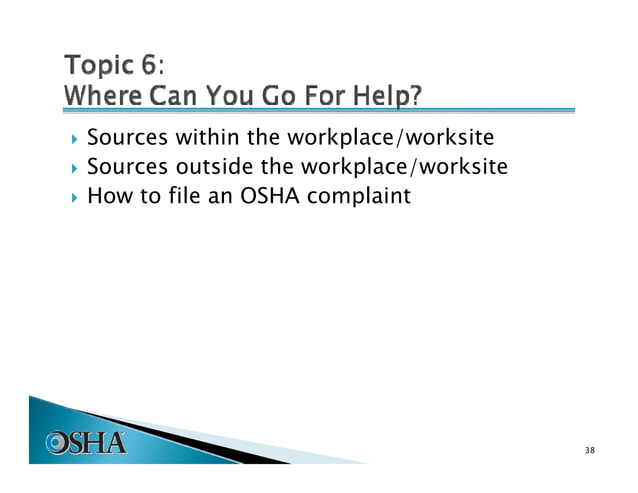 Topic 6:
Where Can You Go For Help?
Sources within the workplace/worksite
Sources outside the workplace/worksite
How to file an OSHA complaint
OSHA
38